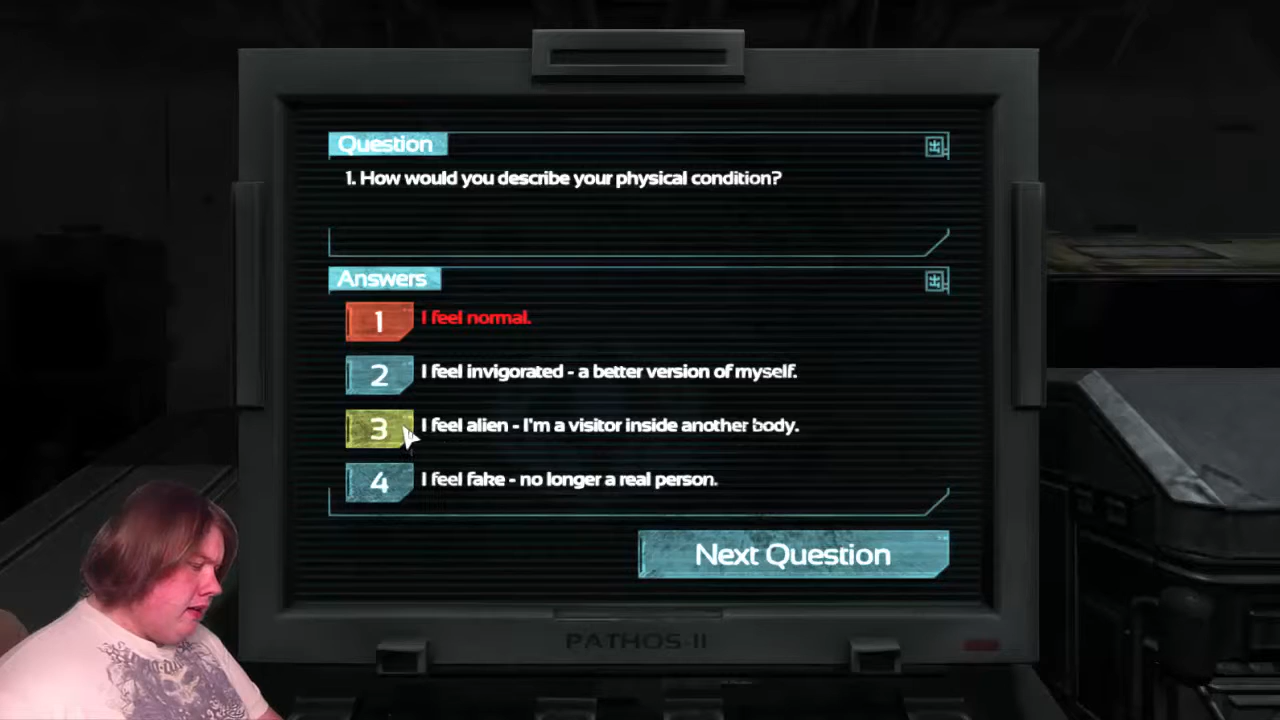 Question
1. How would you describe your physical condition?
Answers
1 I feel normal.
2 I feel invigorated - a better version of myself.
3 I feel alien - I'm a visitor inside another body.
4 I feel fake - no longer a real person.
Next Question
PATHOS-II